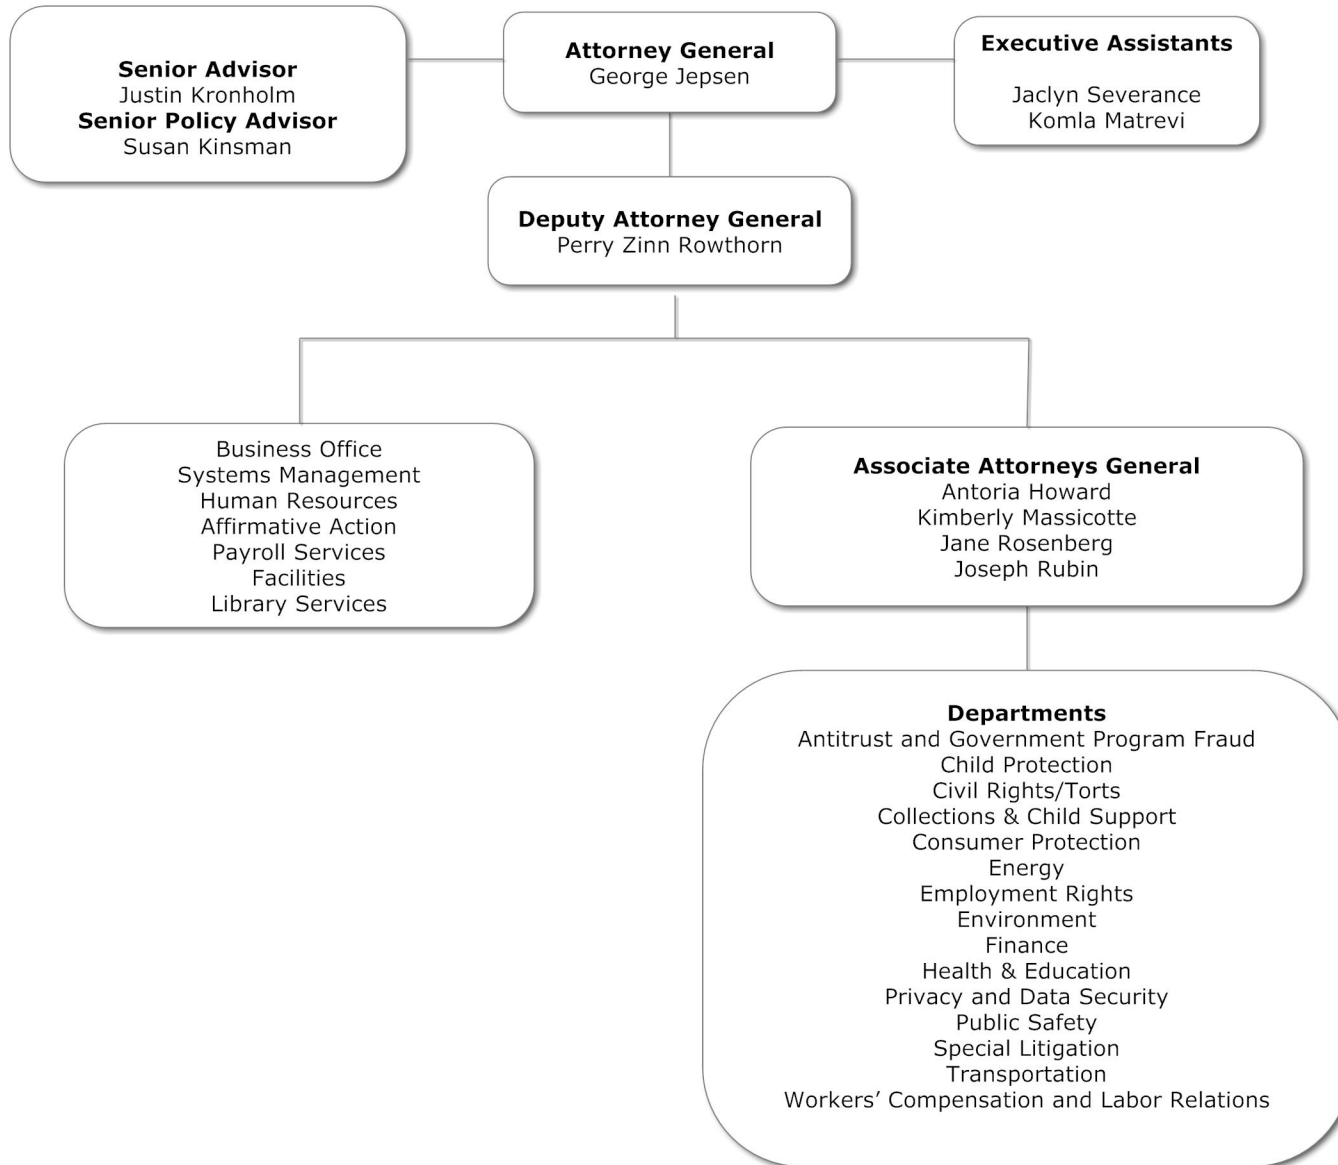 Senior Advisor
Justin Kronholm
Senior Policy Advisor
Susan Kinsman
Attorney General
George Jepsen
Executive Assistants
Jaclyn Severance
Komla Matrevi
Deputy Attorney General
Perry Zinn Rowthorn
Business Office
Systems Management
Human Resources
Affirmative Action
Payroll Services
Facilities
Library Services
Associate Attorneys General
Antoria Howard
Kimberly Massicotte
Jane Rosenberg
Joseph Rubin
Departments
Antitrust and Government Program Fraud
Child Protection
Civil Rights/Torts
Collections & Child Support
Consumer Protection
Energy
Employment Rights
Environment
Finance
Health & Education
Privacy and Data Security
Public Safety
Special Litigation
Transportation
Workers’ Compensation and Labor Relations